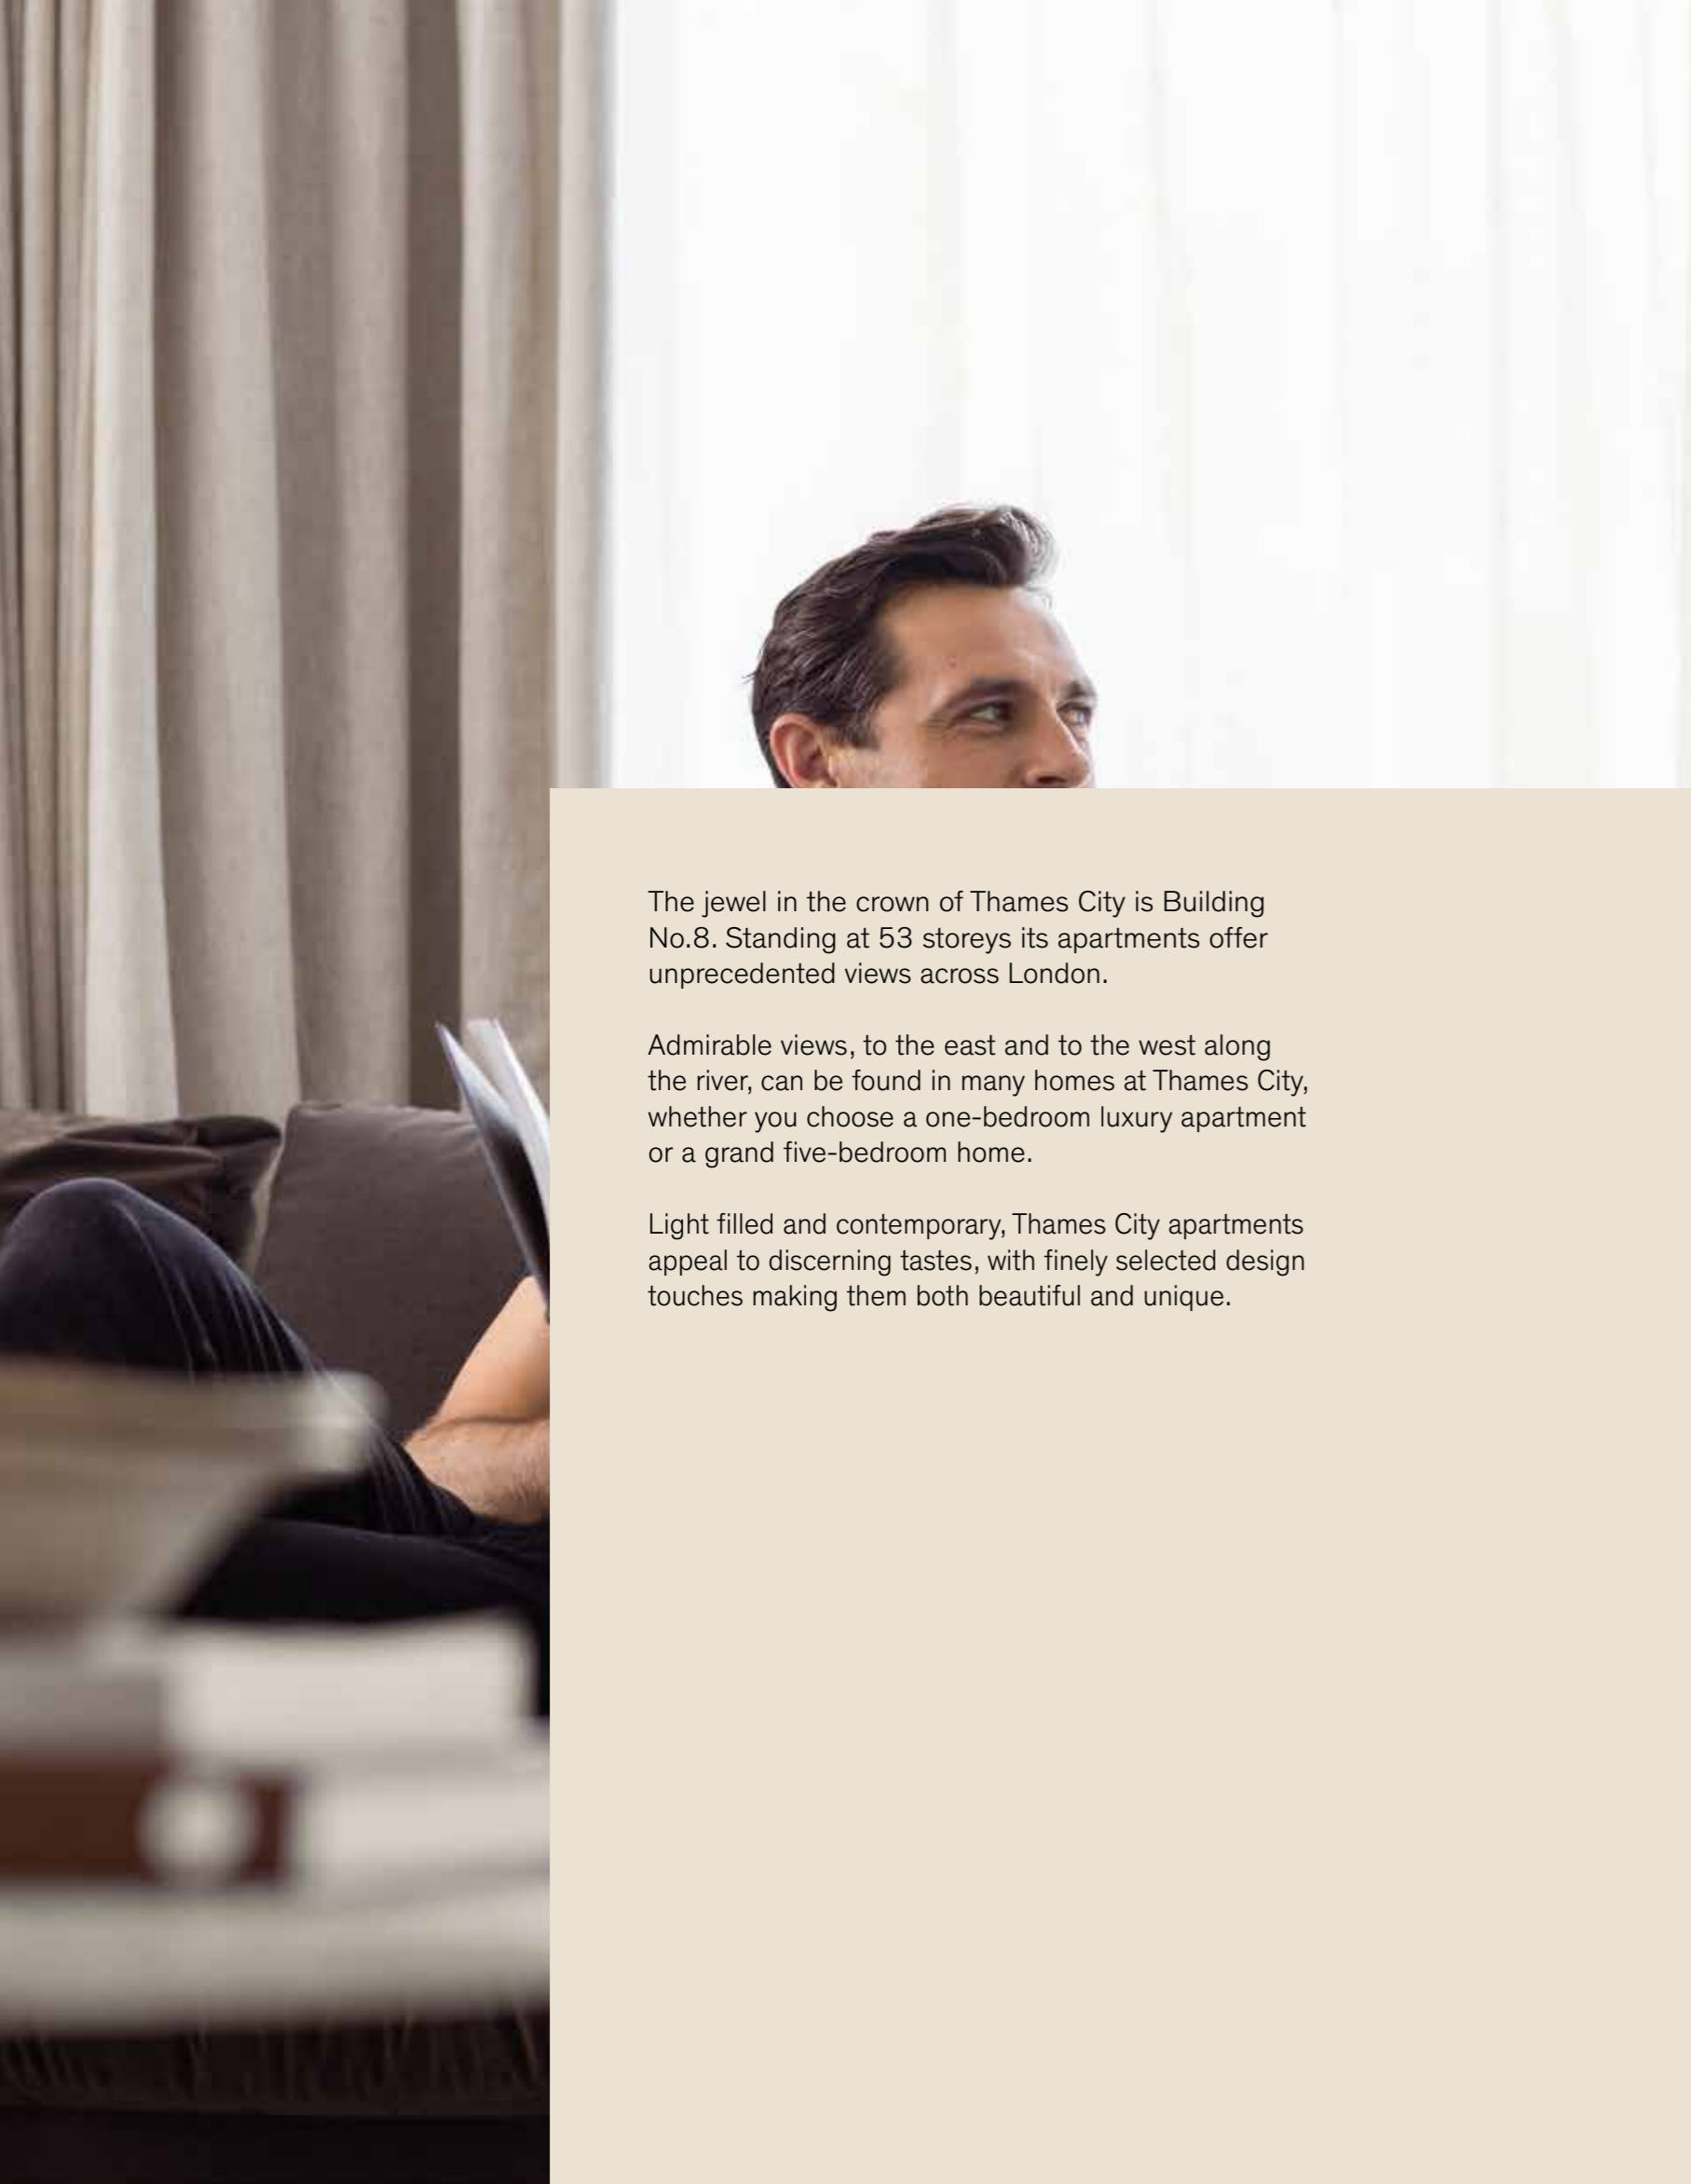 The jewel in the crown of Thames City is Building
No.8. Standing at 53 storeys its apartments offer
unprecedented views across London.
Admirable views, to the east and to the west along
the river, can be found in many homes at Thames City,
whether you choose a one-bedroom luxury apartment
or a grand five-bedroom home.
Light filled and contemporary, Thames City apartments
appeal to discerning tastes, with finely selected design
touches making them both beautiful and unique.